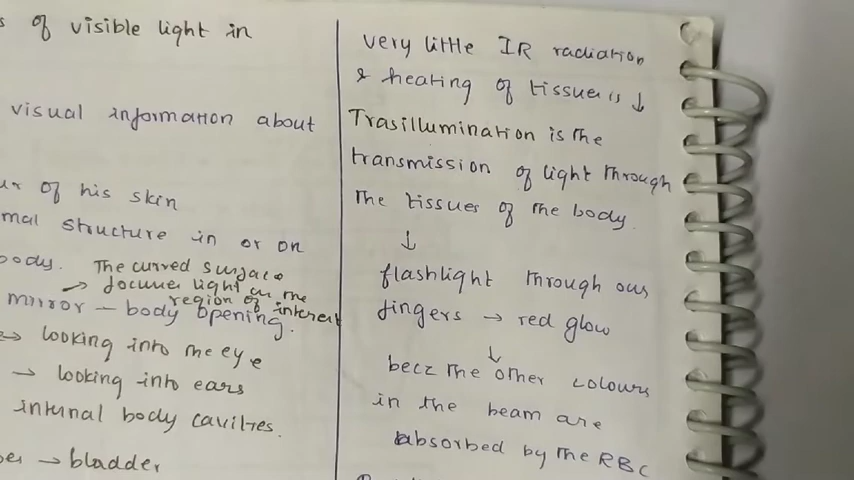 of visible light in
visual information about
of his skin
mal structure in or on
body. The curved surface
→ focuses light on the
region of interest
mirror – body opening.
→ looking into the eye
→ looking into ears
internal body cavities.
→ bladder
very little IR radiation
& heating of tissue is ↓
Trasillumination is the
transmission of light through
the tissues of the body.
↓
flashlight through our
fingers → red glow
↓
becz the other colours
in the beam are
absorbed by the RBC